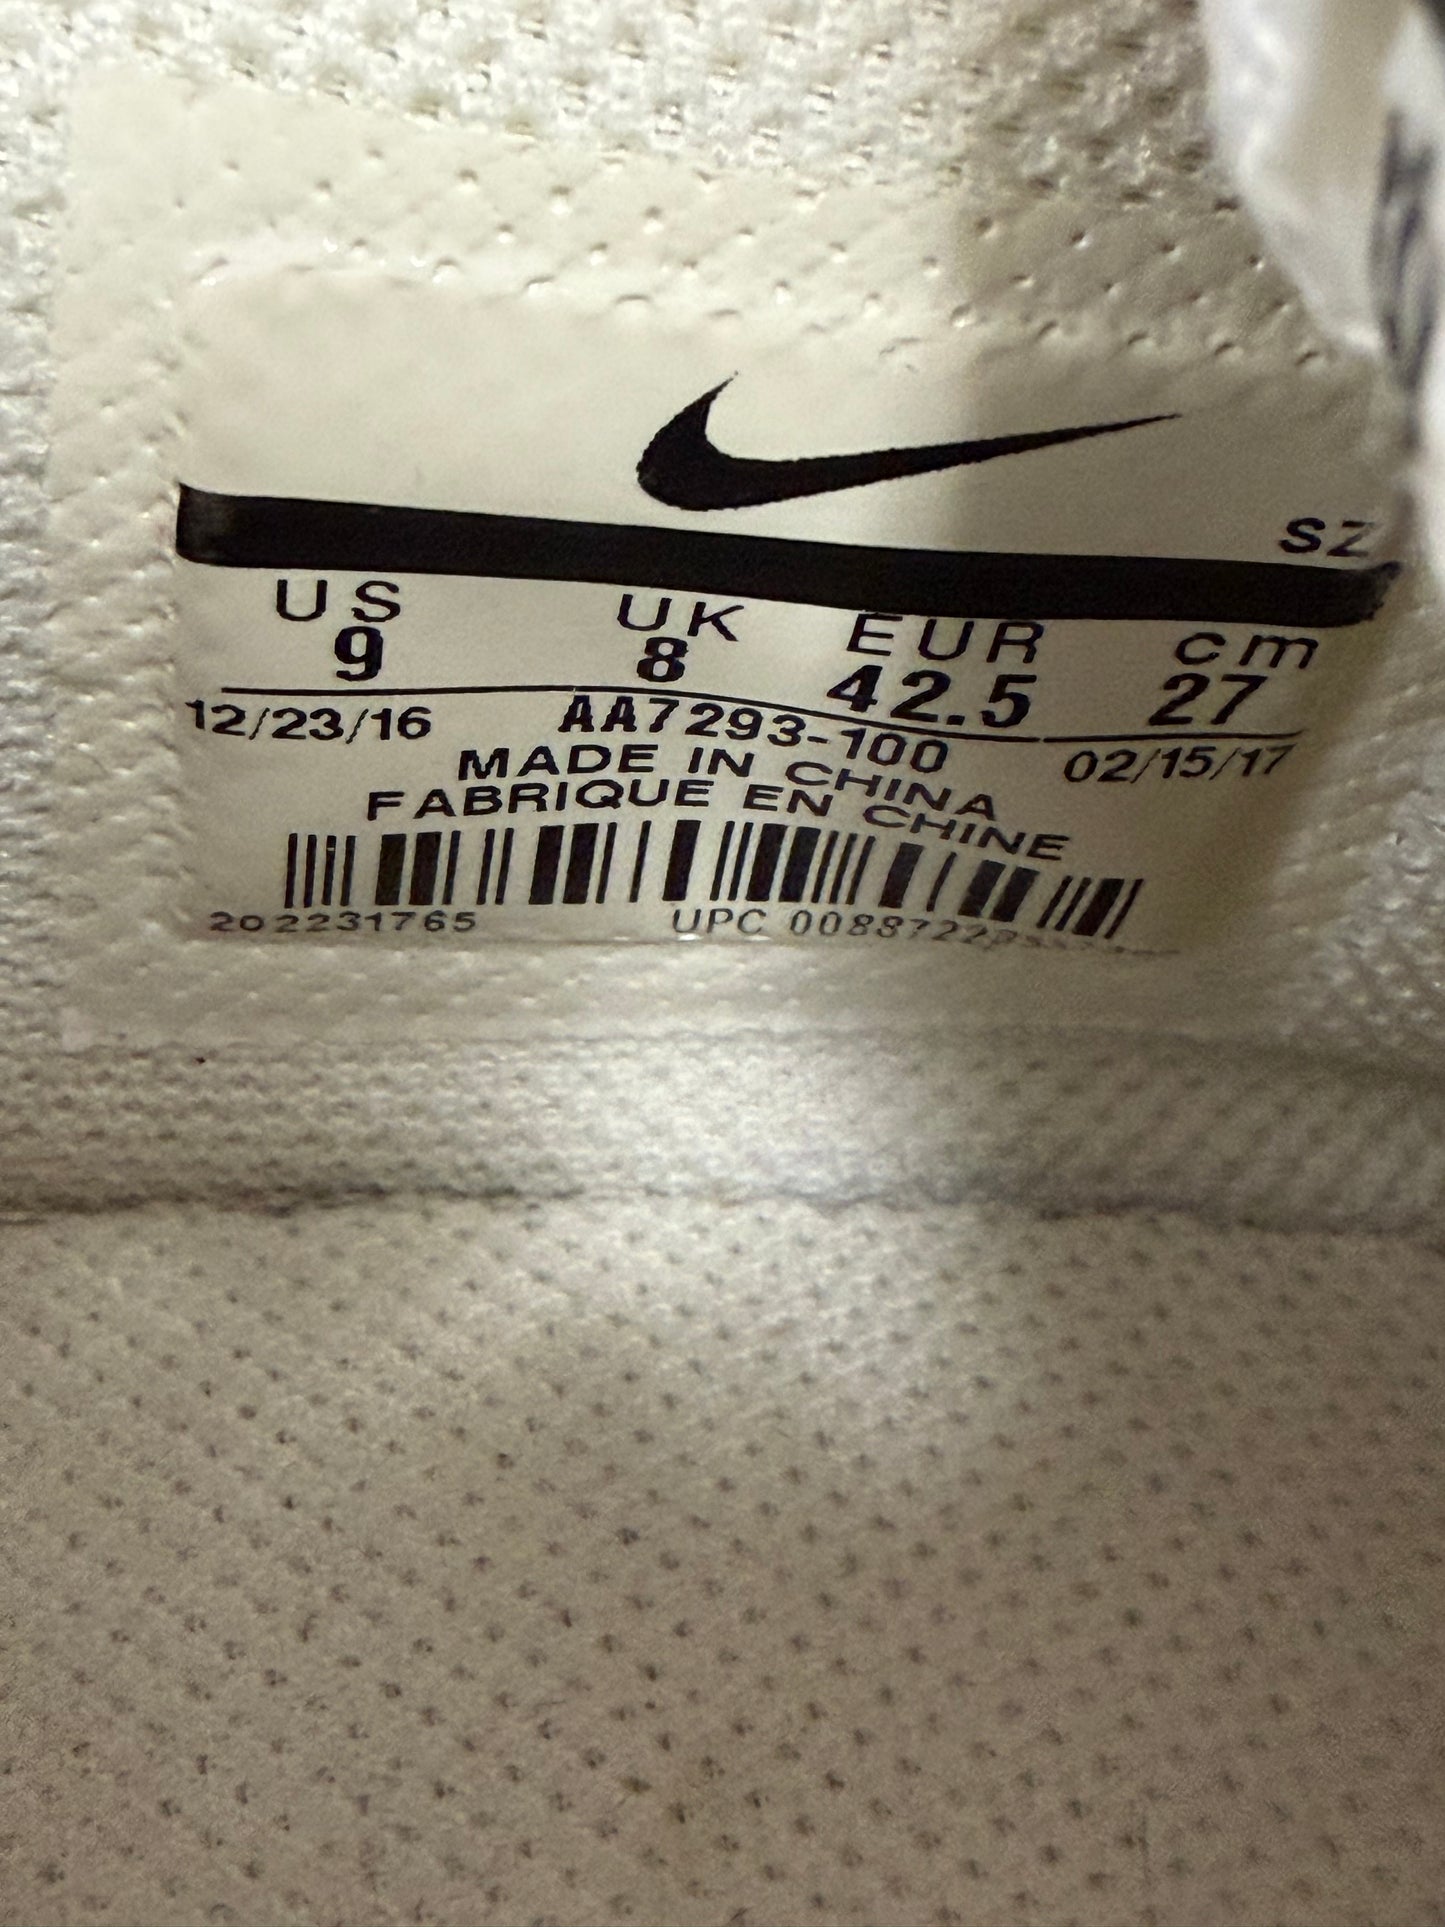 SZ
US UK EUR cm
9 8 42.5 27
12/23/16 AA7293-100 02/15/17
MADE IN CHINA
FABRIQUE EN CHINE
202231765 UPC